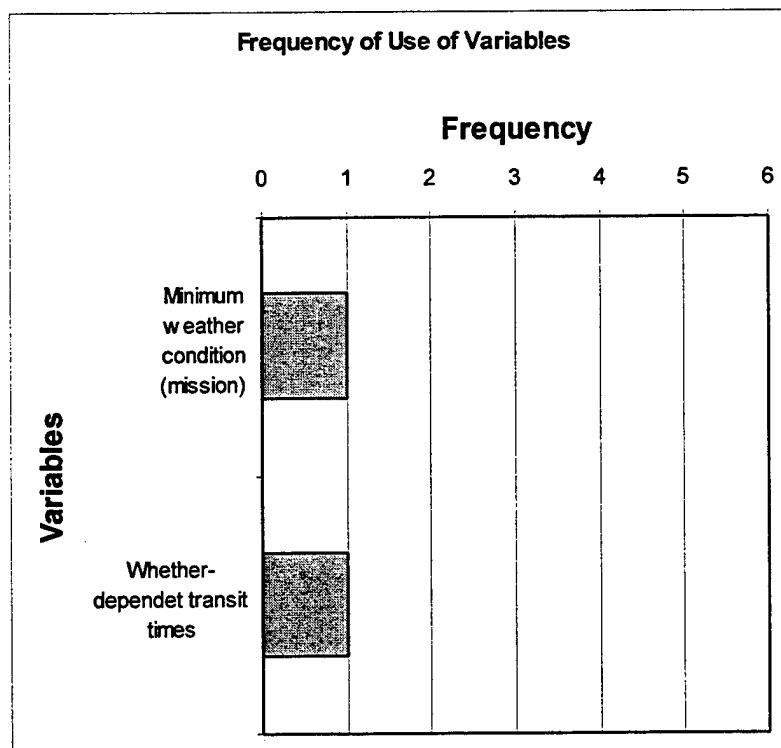 Frequency of Use of Variables
Frequency
0 1 2 3 4 5 6
Minimum
weather
condition
(mission)
Variables
Whether-
dependet transit
times